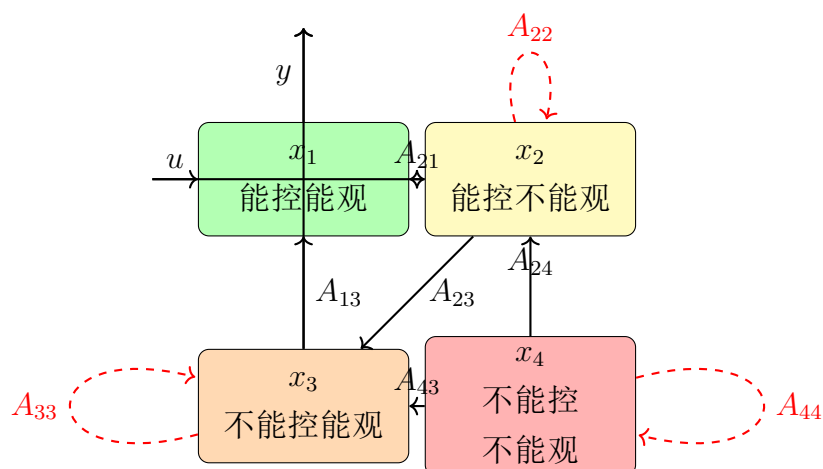 A₂₂
y
u
x₁
能控能观
A₂₁
x₂
能控不能观
A₁₃
A₂₃
A₂₄
A₃₃
x₃
不能控能观
A₄₃
x₄
不能控
不能观
A₄₄